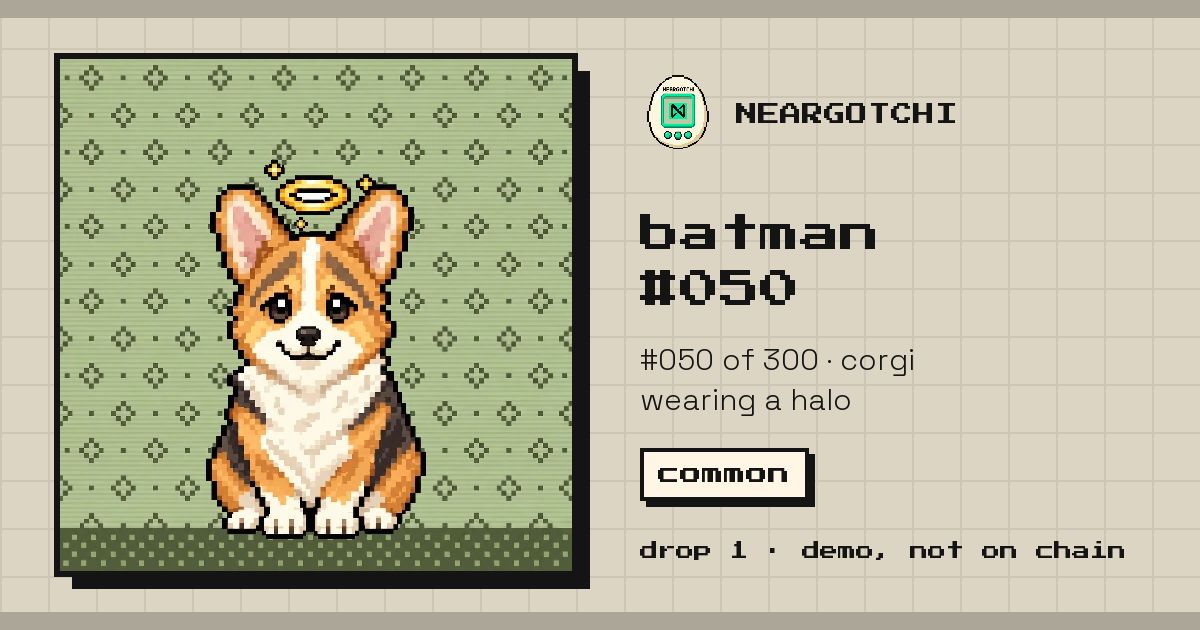 NEARGOTCHI
NEARGOTCHI
batman
#050
#050 of 300 · corgi
wearing a halo
common
drop 1 · demo, not on chain